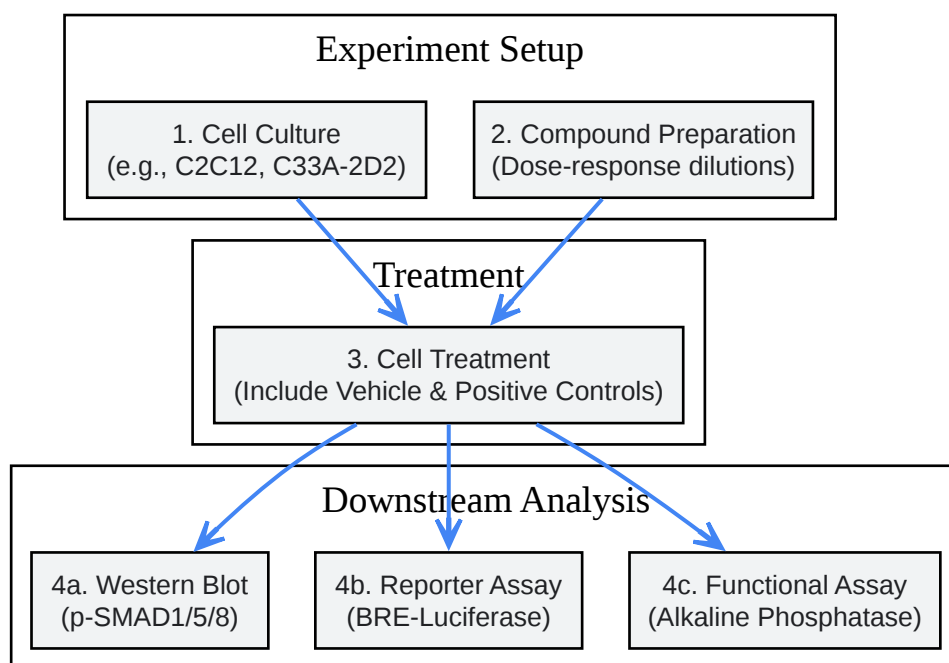 Experiment Setup
1. Cell Culture
(e.g., C2C12, C33A-2D2)
2. Compound Preparation
(Dose-response dilutions)
Treatment
3. Cell Treatment
(Include Vehicle & Positive Controls)
Downstream Analysis
4a. Western Blot
(p-SMAD1/5/8)
4b. Reporter Assay
(BRE-Luciferase)
4c. Functional Assay
(Alkaline Phosphatase)